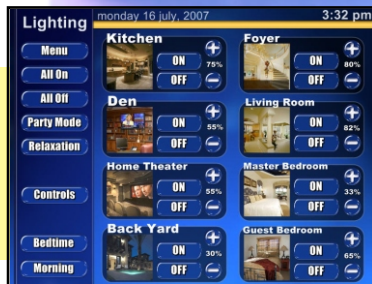 Lighting
monday 16 july, 2007
3:32 pm
Menu
All On
All Off
Party Mode
Relaxation
Controls
Bedtime
Morning
Kitchen
ON
OFF
75%
Foyer
ON
OFF
80%
Den
ON
OFF
55%
Living Room
ON
OFF
82%
Home Theater
ON
OFF
55%
Master Bedroom
ON
OFF
33%
Back Yard
ON
OFF
30%
Guest Bedroom
ON
OFF
65%